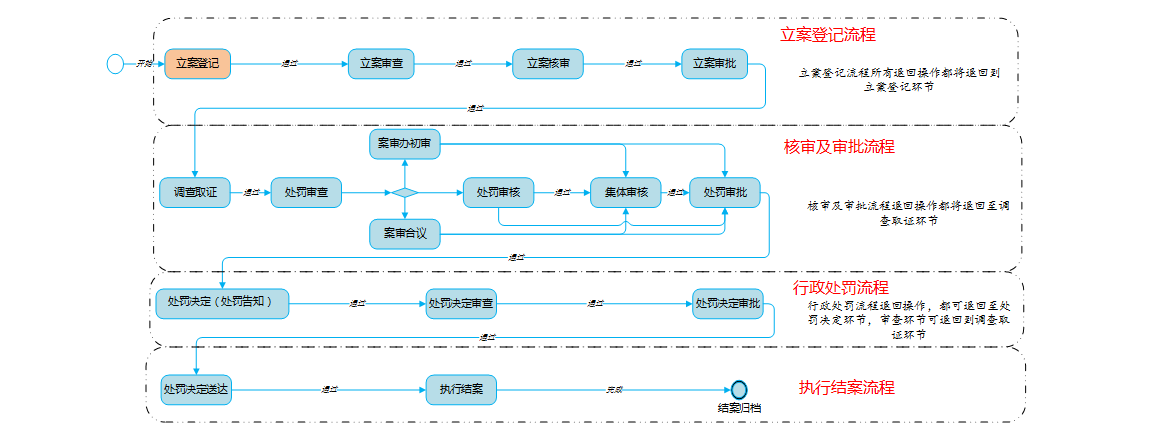 立案登记流程
开始
立案登记
通过
立案审查
通过
立案核审
通过
立案审批
立案登记流程所有退回操作都将退回到
立案登记环节
通过
案审办初审
核审及审批流程
调查取证
通过
处罚审查
处罚审核
通过
集体审核
通过
处罚审批
核审及审批流程退回操作都将退回至调
查取证环节
案审合议
通过
行政处罚流程
处罚决定（处罚告知）
通过
处罚决定审查
通过
处罚决定审批
行政处罚流程退回操作，都可退回至处
罚决定环节，审查环节可退回到调查取
证环节
通过
处罚决定送达
通过
执行结案
完成
执行结案流程
结案归档